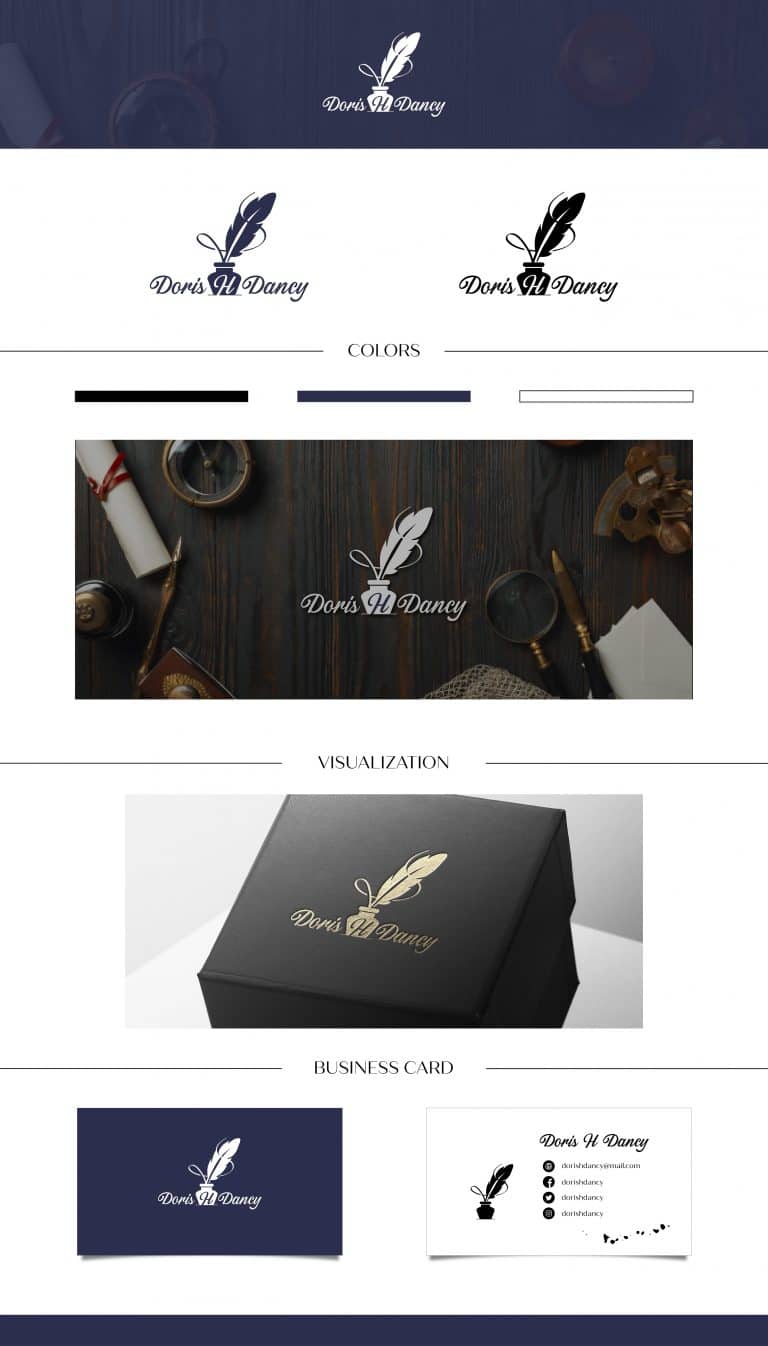 Doris H Dancy
Doris H Dancy
Doris H Dancy
COLORS
Doris H Dancy
VISUALIZATION
Doris H Dancy
BUSINESS CARD
Doris H Dancy
Doris H Dancy
dorishdancy@mail.com
dorishdancy
dorishdancy
dorishdancy